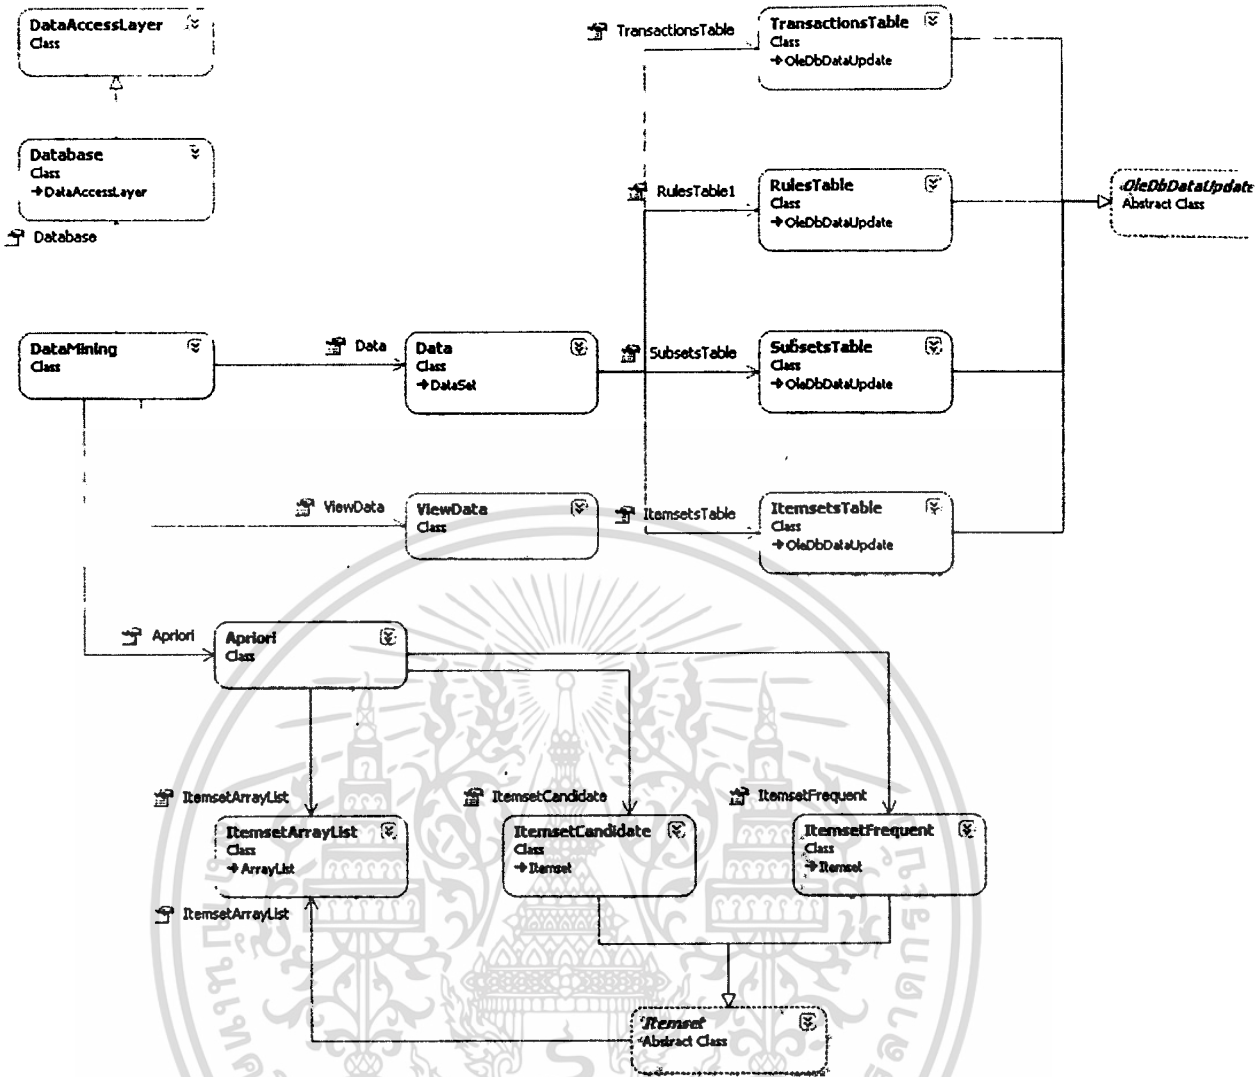 DataAccessLayer
Class
Database
Class
DataAccessLayer
Database
DataMining
Class
Data
Data
Class
DataSet
ViewData
ViewData
Class
TransactionsTable
TransactionsTable
Class
OleDbDataUpdate
RulesTable1
RulesTable
Class
OleDbDataUpdate
OleDbDataUpdate
Abstract Class
SubsetsTable
SubsetsTable
Class
OleDbDataUpdate
ItemsetsTable
ItemsetsTable
Class
OleDbDataUpdate
Apriori
Apriori
Class
ItemsetArrayList
ItemsetArrayList
Class
ArrayList
ItemsetArrayList
ItemsetCandidate
ItemsetCandidate
Class
Itemset
ItemsetFrequent
ItemsetFrequent
Class
Itemset
Itemset
Abstract Class